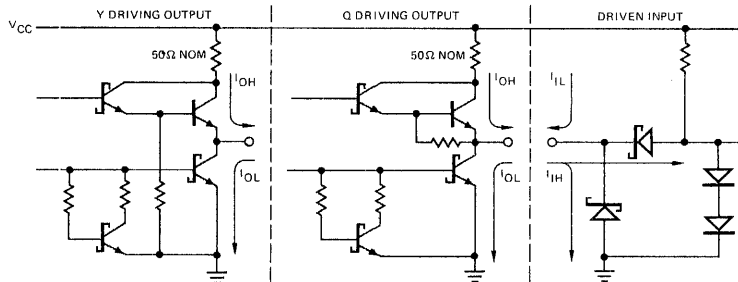 Y DRIVING OUTPUT
Q DRIVING OUTPUT
DRIVEN INPUT
VCC
50Ω NOM
50Ω NOM
IOH
IOH
IIL
IOL
IOL
IIH